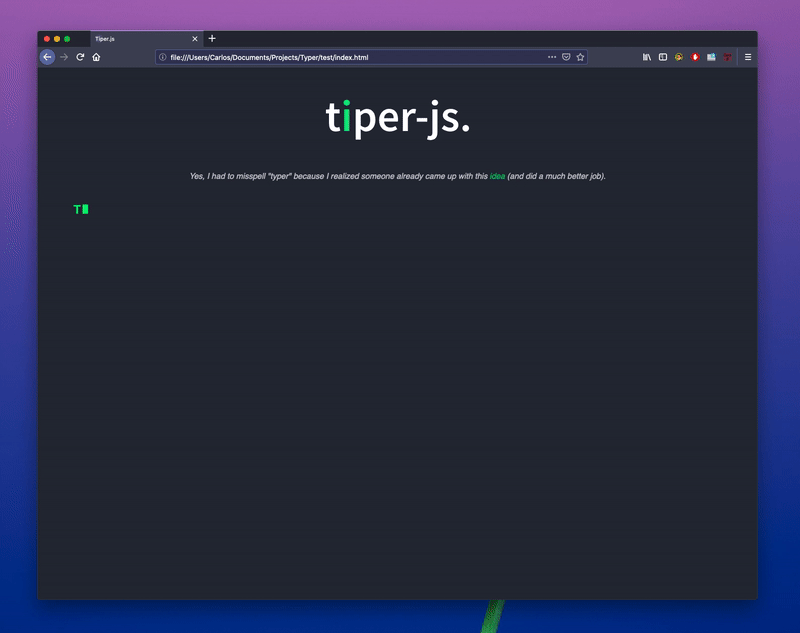 Tiper.js
file:///Users/Carlos/Documents/Projects/Typer/test/index.html
tiper-js.
Yes, I had to misspell "typer" because I realized someone already came up with this idea (and did a much better job).
T